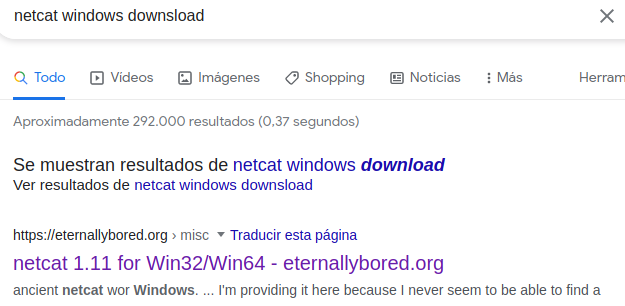 netcat windows downsload
Todo Vídeos Imágenes Shopping Noticias Más Herram
Aproximadamente 292.000 resultados (0,37 segundos)
Se muestran resultados de netcat windows download
Ver resultados de netcat windows downsload
https://eternallybored.org › misc Traducir esta página
netcat 1.11 for Win32/Win64 - eternallybored.org
ancient netcat wor Windows. ... I'm providing it here because I never seem to be able to find a